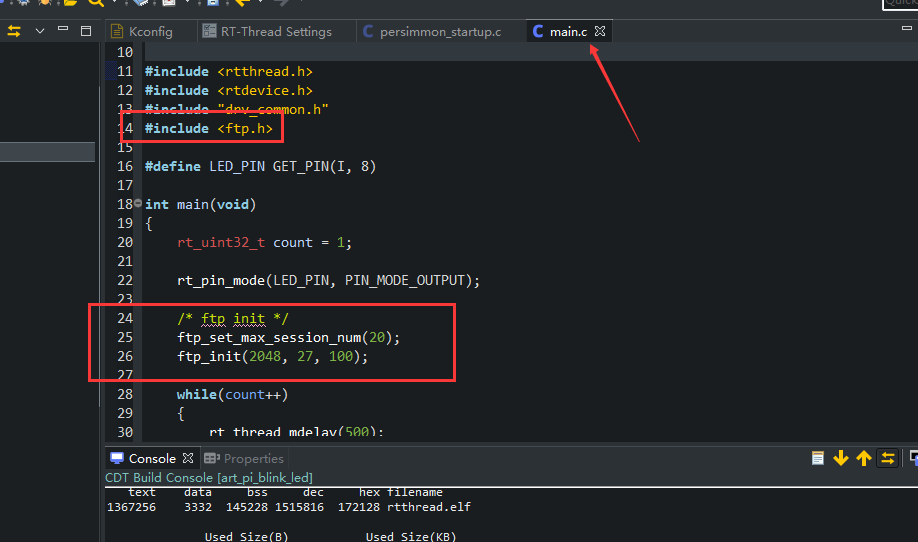 Quick
Kconfig RT-Thread Settings persimmon_startup.c main.c
10
11 #include <rtthread.h>
12 #include <rtdevice.h>
13 #include "drv_common.h"
14 #include <ftp.h>
15
16 #define LED_PIN GET_PIN(I, 8)
17
18 int main(void)
19 {
20 rt_uint32_t count = 1;
21
22 rt_pin_mode(LED_PIN, PIN_MODE_OUTPUT);
23
24 /* ftp init */
25 ftp_set_max_session_num(20);
26 ftp_init(2048, 27, 100);
27
28 while(count++)
29 {
30 rt_thread_mdelay(500);
Console Properties
CDT Build Console [art_pi_blink_led]
text data bss dec hex filename
1367256 3332 145228 1515816 172128 rtthread.elf
Used Size(B) Used Size(KB)